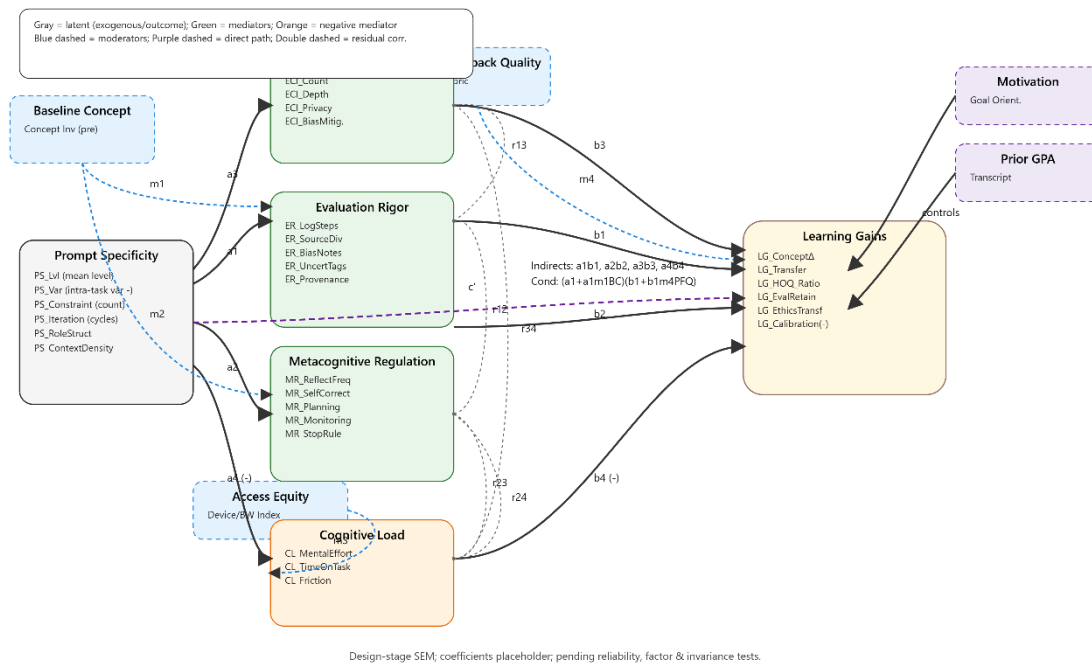 Gray = latent (exogenous/outcome); Green = mediators; Orange = negative mediator
Blue dashed = moderators; Purple dashed = direct path; Double dashed = residual corr.
back Quality
Baseline Concept
Concept Inv (pre)
ECI_Count
ECI_Depth
ECI_Privacy
ECI_BiasMitig.
Motivation
Goal Orient.
Prior GPA
Transcript
controls
r13
b3
m4
m1
a3
Evaluation Rigor
ER_LogSteps
ER_SourceDiv
ER_BiasNotes
ER_UncertTags
ER_Provenance
b1
a1
Prompt Specificity
PS_Lvl (mean level)
PS_Var (intra-task var -)
PS_Constraint (count)
PS_Iteration (cycles)
PS_RoleStruct
PS_ContextDensity
m2
Indirects: a1b1, a2b2, a3b3, a4b4
Cond: (a1+a1m1BC)(b1+b1m4PFQ)
c'
r12
r34
b2
Learning Gains
LG_ConceptΔ
LG_Transfer
LG_HOQ_Ratio
LG_EvalRetain
LG_EthicsTransf
LG_Calibration(-)
a2
Metacognitive Regulation
MR_ReflectFreq
MR_SelfCorrect
MR_Planning
MR_Monitoring
MR_StopRule
a4 (-)
r23
r24
b4 (-)
Access Equity
Device/BW Index
m3
Cognitive Load
CL_MentalEffort
CL_TimeOnTask
CL_Friction
Design-stage SEM; coefficients placeholder; pending reliability, factor & invariance tests.